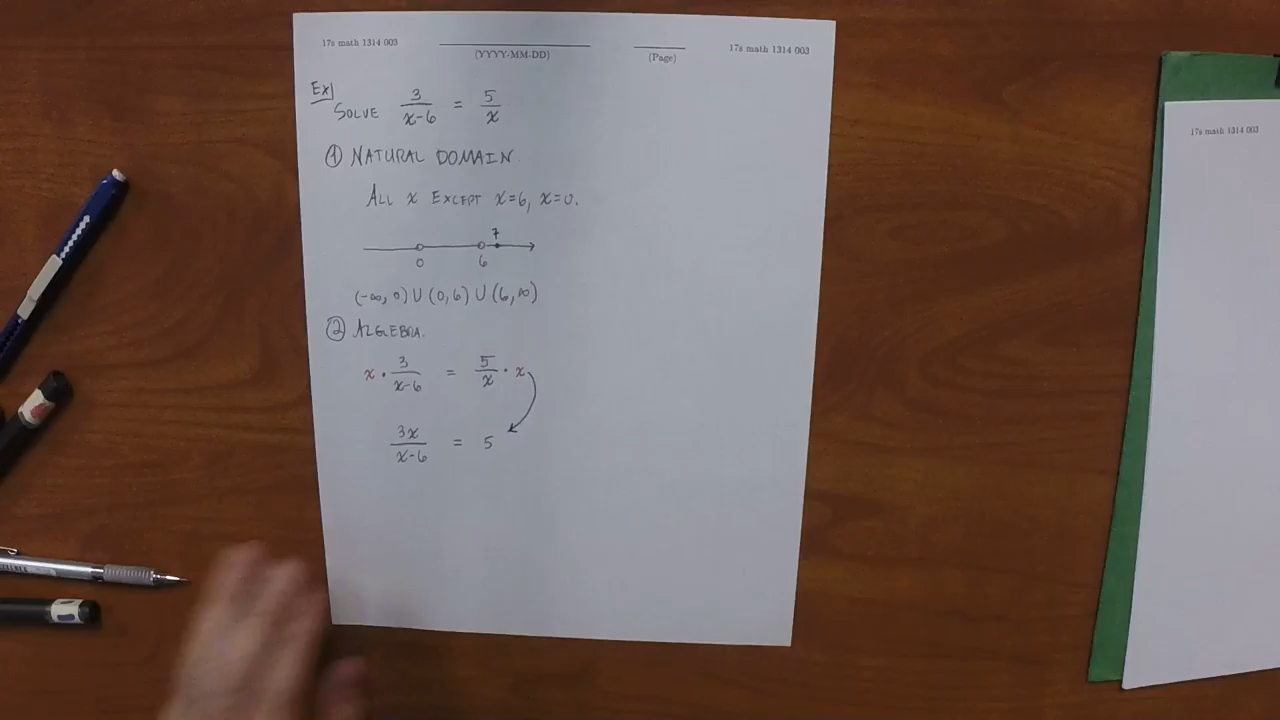 17s math 1314 003 (YYYY-MM-DD) (Page) 17s math 1314 003
Ex
SOLVE 3/(x-6) = 5/x
① NATURAL DOMAIN.
ALL x EXCEPT x=6, x=0.
7
0 6
(-∞, 0) ∪ (0, 6) ∪ (6, ∞)
② ALGEBRA.
x · 3/(x-6) = 5/x · x
3x/(x-6) = 5
17s math 1314 003